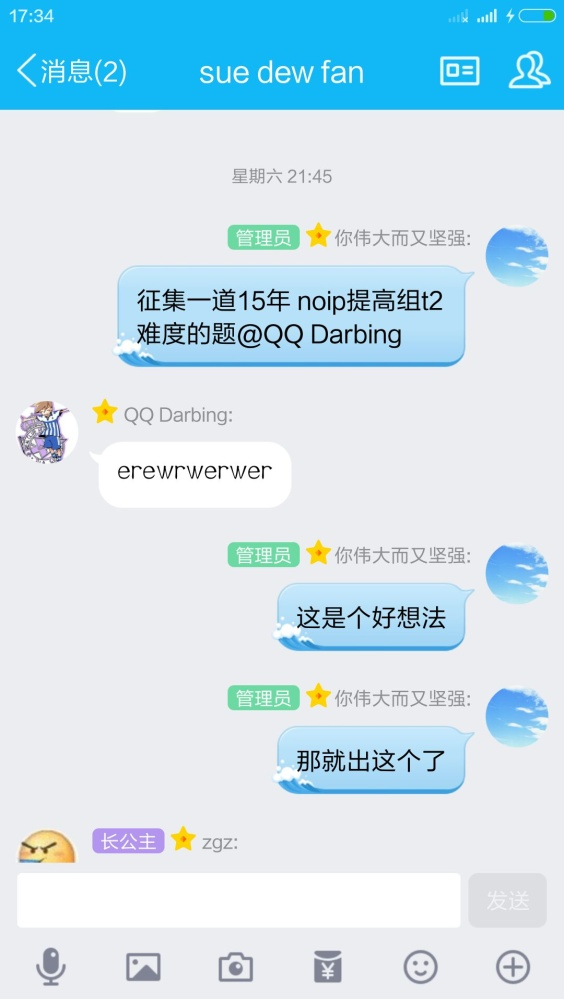 17:34
消息(2)
sue dew fan
星期六 21:45
管理员 你伟大而又坚强:
征集一道15年 noip提高组t2
难度的题@QQ Darbing
QQ Darbing:
erewrwerwer
管理员 你伟大而又坚强:
这是个好想法
管理员 你伟大而又坚强:
那就出这个了
长公主 zgz:
发送